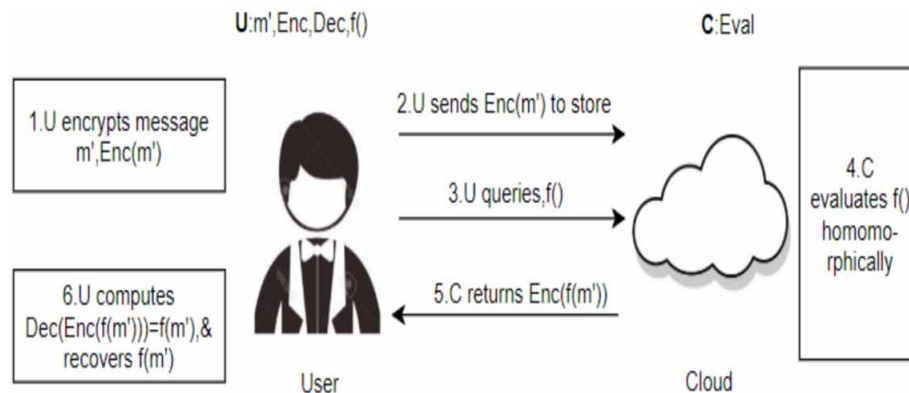 U:m',Enc,Dec,f()
C:Eval
1.U encrypts message
m',Enc(m')
2.U sends Enc(m') to store
3.U queries,f()
4.C
evaluates f()
homomo-
rphically
5.C returns Enc(f(m'))
6.U computes
Dec(Enc(f(m')))=f(m'),&
recovers f(m')
User
Cloud